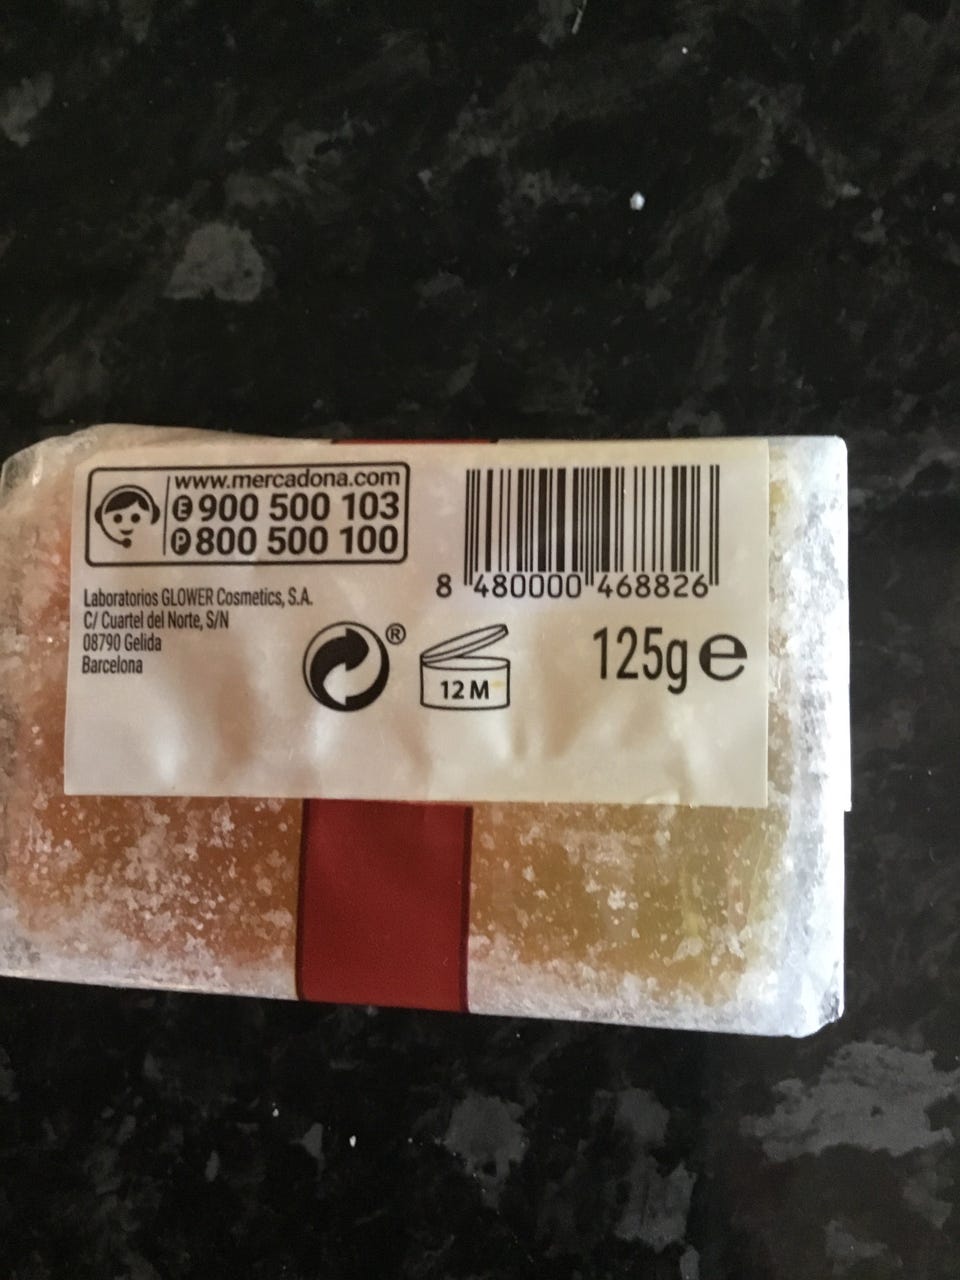 www.mercadona.com
E 900 500 103
P 800 500 100
8 480000 468826
Laboratorios GLOWER Cosmetics, S.A.
C/ Cuartel del Norte, S/N
08790 Gelida
Barcelona
®
12 M
125g e